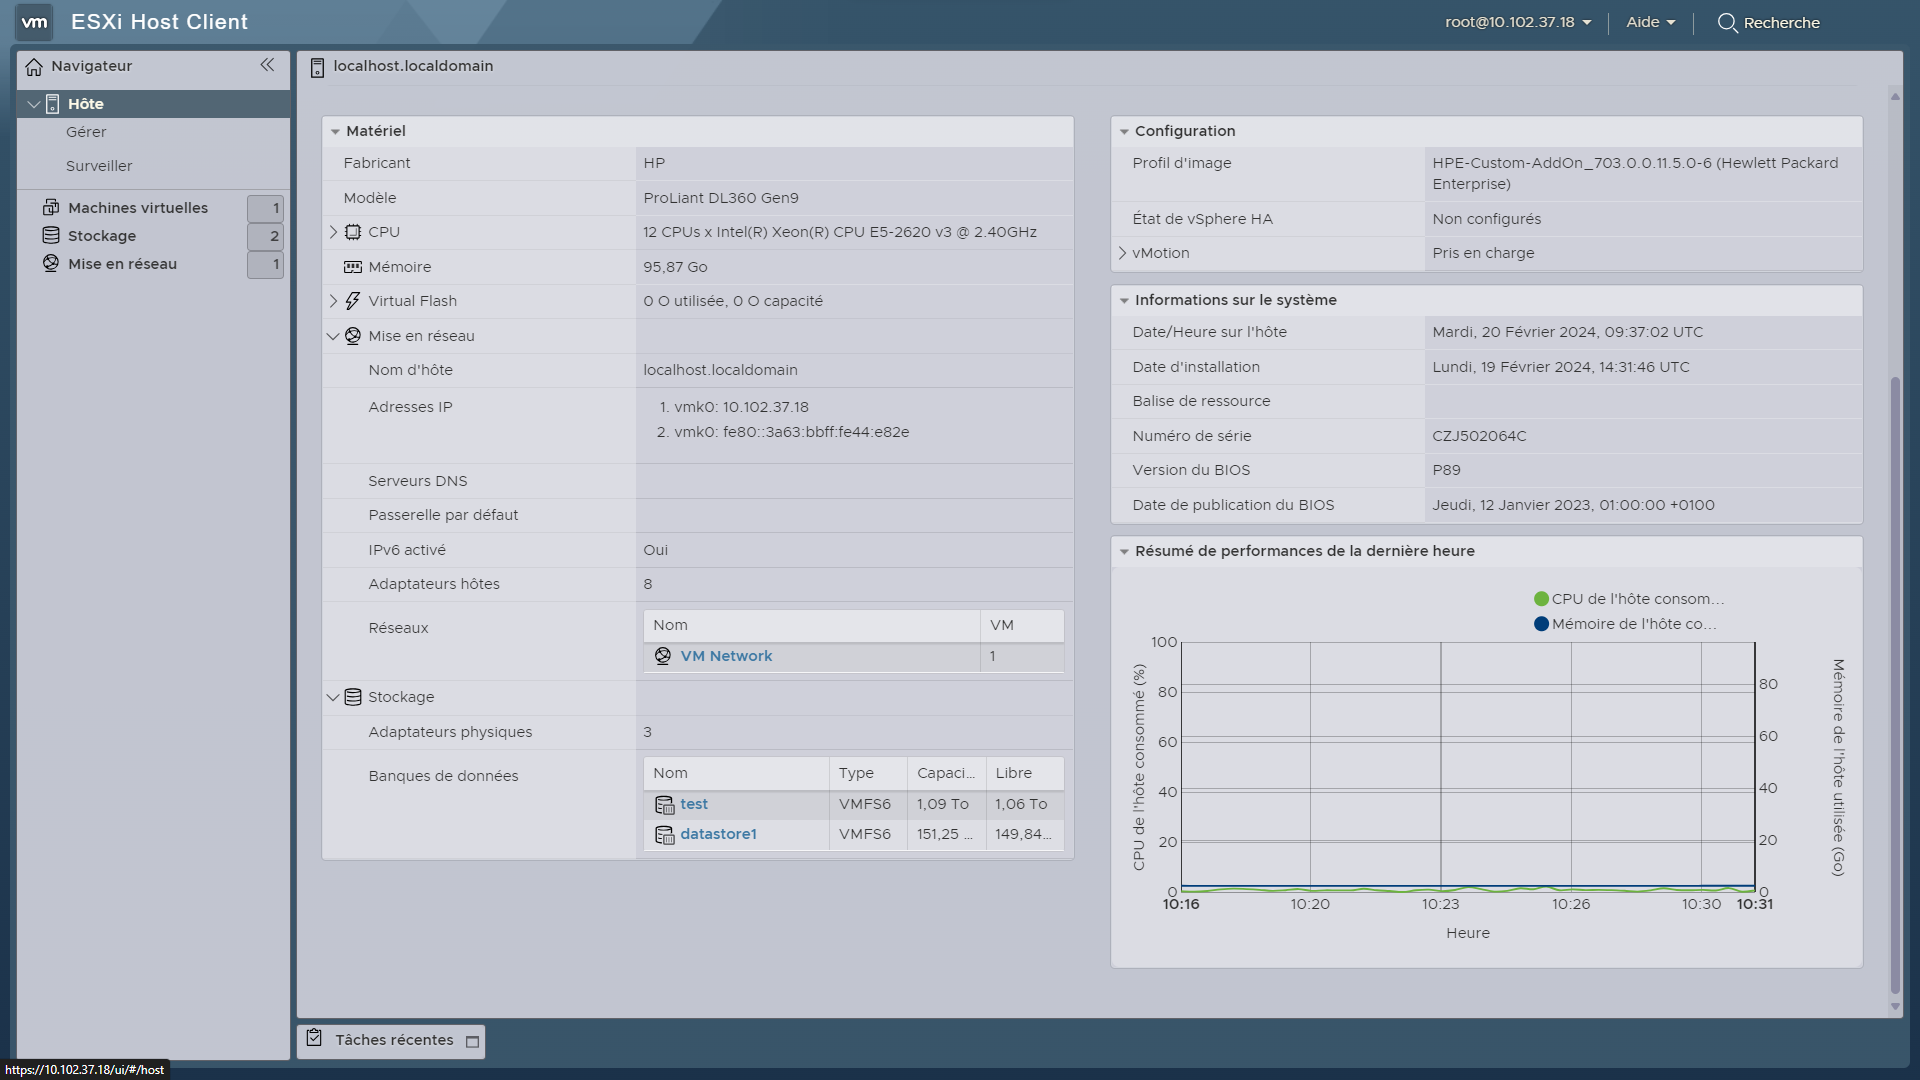 vm ESXi Host Client
root@10.102.37.18
Aide
Recherche
Navigateur
Hôte
Gérer
Surveiller
Machines virtuelles 1
Stockage 2
Mise en réseau 1
localhost.localdomain
Matériel
Fabricant HP
Modèle ProLiant DL360 Gen9
CPU 12 CPUs x Intel(R) Xeon(R) CPU E5-2620 v3 @ 2.40GHz
Mémoire 95,87 Go
Virtual Flash 0 O utilisée, 0 O capacité
Mise en réseau
Nom d'hôte localhost.localdomain
Adresses IP 1. vmk0: 10.102.37.18
2. vmk0: fe80::3a63:bbff:fe44:e82e
Serveurs DNS
Passerelle par défaut
IPv6 activé Oui
Adaptateurs hôtes 8
Réseaux
Nom VM
VM Network 1
Stockage
Adaptateurs physiques 3
Banques de données
Nom Type Capaci... Libre
test VMFS6 1,09 To 1,06 To
datastore1 VMFS6 151,25 ... 149,84...
Configuration
Profil d'image HPE-Custom-AddOn_703.0.0.11.5.0-6 (Hewlett Packard
Enterprise)
État de vSphere HA Non configurés
vMotion Pris en charge
Informations sur le système
Date/Heure sur l'hôte Mardi, 20 Février 2024, 09:37:02 UTC
Date d'installation Lundi, 19 Février 2024, 14:31:46 UTC
Balise de ressource
Numéro de série CZJ502064C
Version du BIOS P89
Date de publication du BIOS Jeudi, 12 Janvier 2023, 01:00:00 +0100
Résumé de performances de la dernière heure
CPU de l'hôte consom...
Mémoire de l'hôte co...
CPU de l'hôte consommé (%)
100
80
60
40
20
0
80
60
40
20
0
Mémoire de l'hôte utilisée (Go)
10:16 10:20 10:23 10:26 10:30 10:31
Heure
Tâches récentes
https://10.102.37.18/ui/#/host